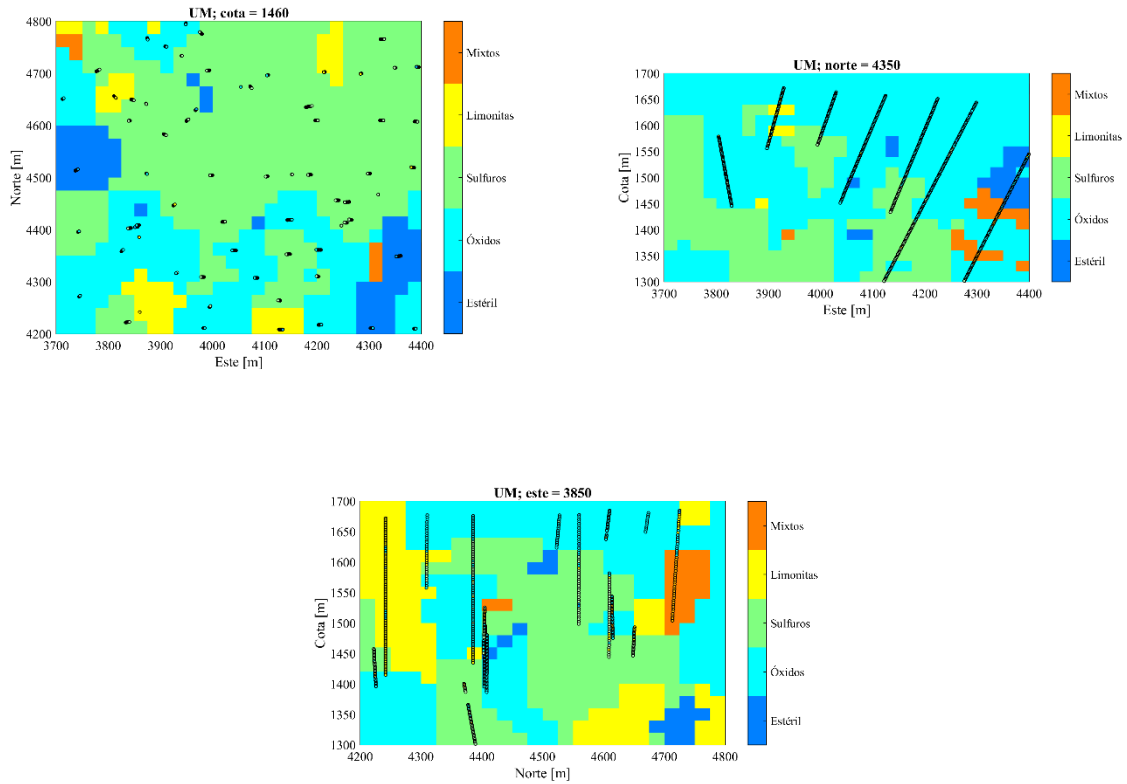 UM; cota = 1460
4800
4700
4600
4500
4400
4300
4200
Norte [m]
3700 3800 3900 4000 4100 4200 4300 4400
Este [m]
Mixtos
Limonitas
Sulfuros
Óxidos
Estéril
UM; norte = 4350
1700
1650
1600
1550
1500
1450
1400
1350
1300
Cota [m]
3700 3800 3900 4000 4100 4200 4300 4400
Este [m]
Mixtos
Limonitas
Sulfuros
Óxidos
Estéril
UM; este = 3850
1700
1650
1600
1550
1500
1450
1400
1350
1300
Cota [m]
4200 4300 4400 4500 4600 4700 4800
Norte [m]
Mixtos
Limonitas
Sulfuros
Óxidos
Estéril